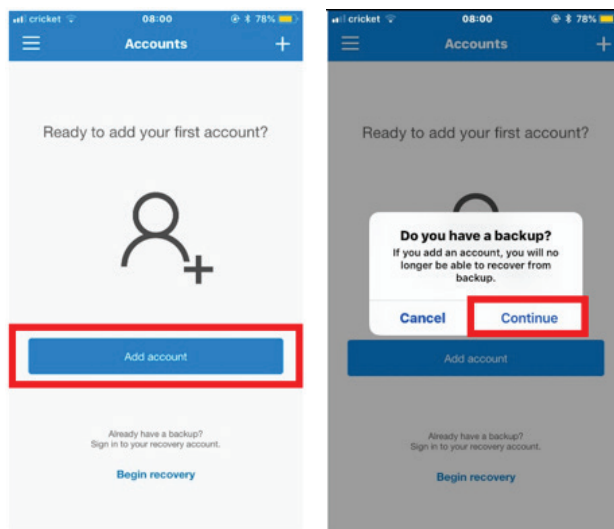 cricket 08:00 78%
Accounts
Ready to add your first account?
Add account
Already have a backup?
Sign in to your recovery account.
Begin recovery
cricket 08:00 78%
Accounts
Ready to add your first account?
Do you have a backup?
If you add an account, you will no
longer be able to recover from
backup.
Cancel Continue
Add account
Already have a backup?
Sign in to your recovery account.
Begin recovery